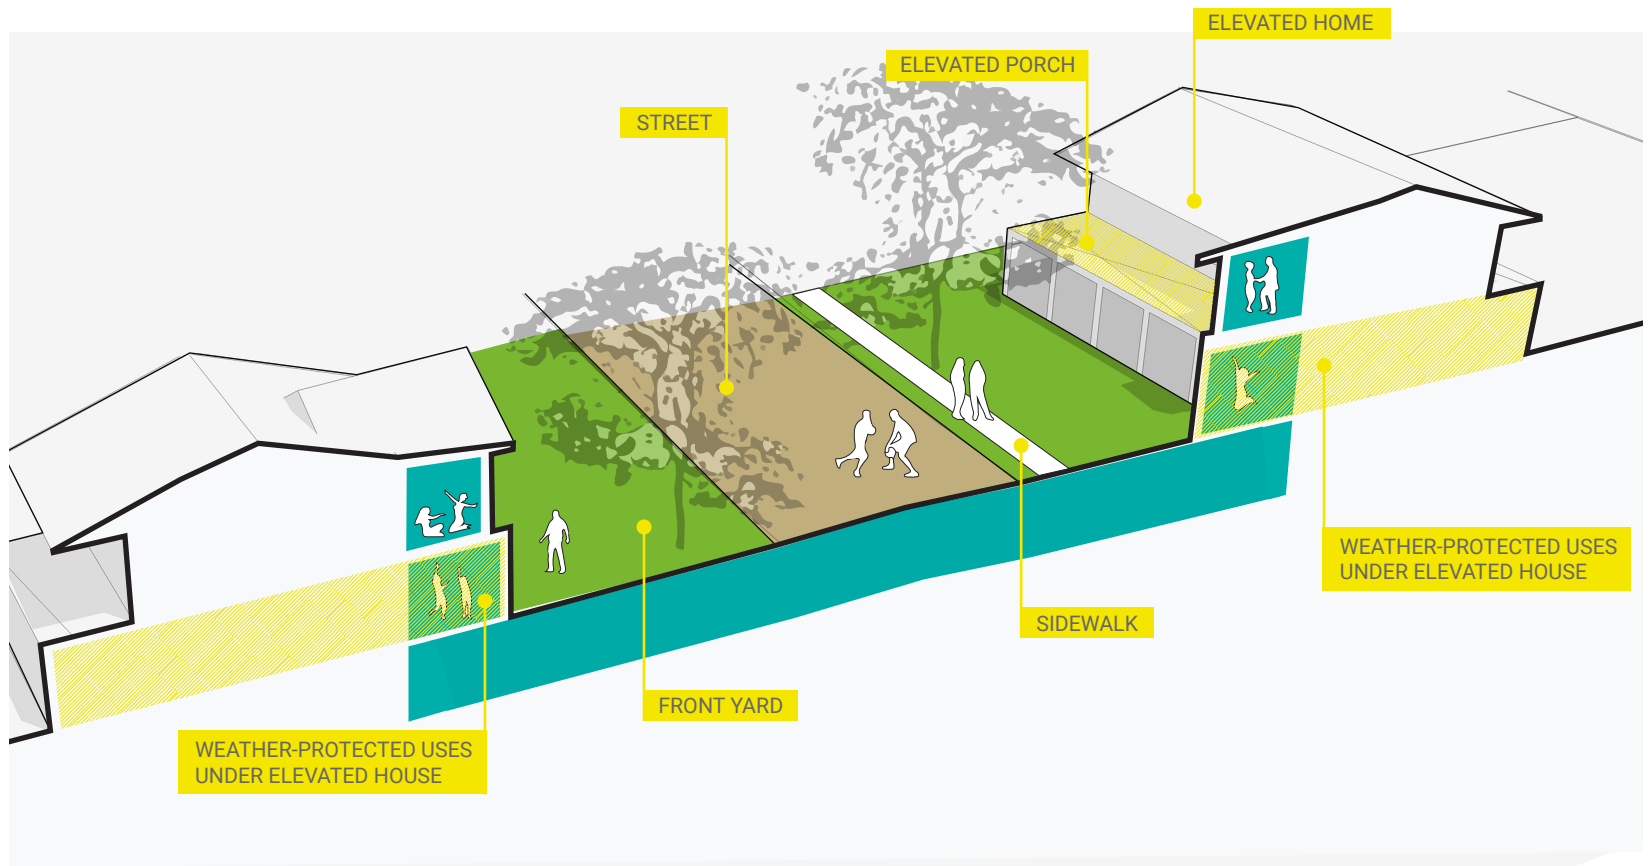 ELEVATED HOME
ELEVATED PORCH
STREET
WEATHER-PROTECTED USES
UNDER ELEVATED HOUSE
SIDEWALK
FRONT YARD
WEATHER-PROTECTED USES
UNDER ELEVATED HOUSE